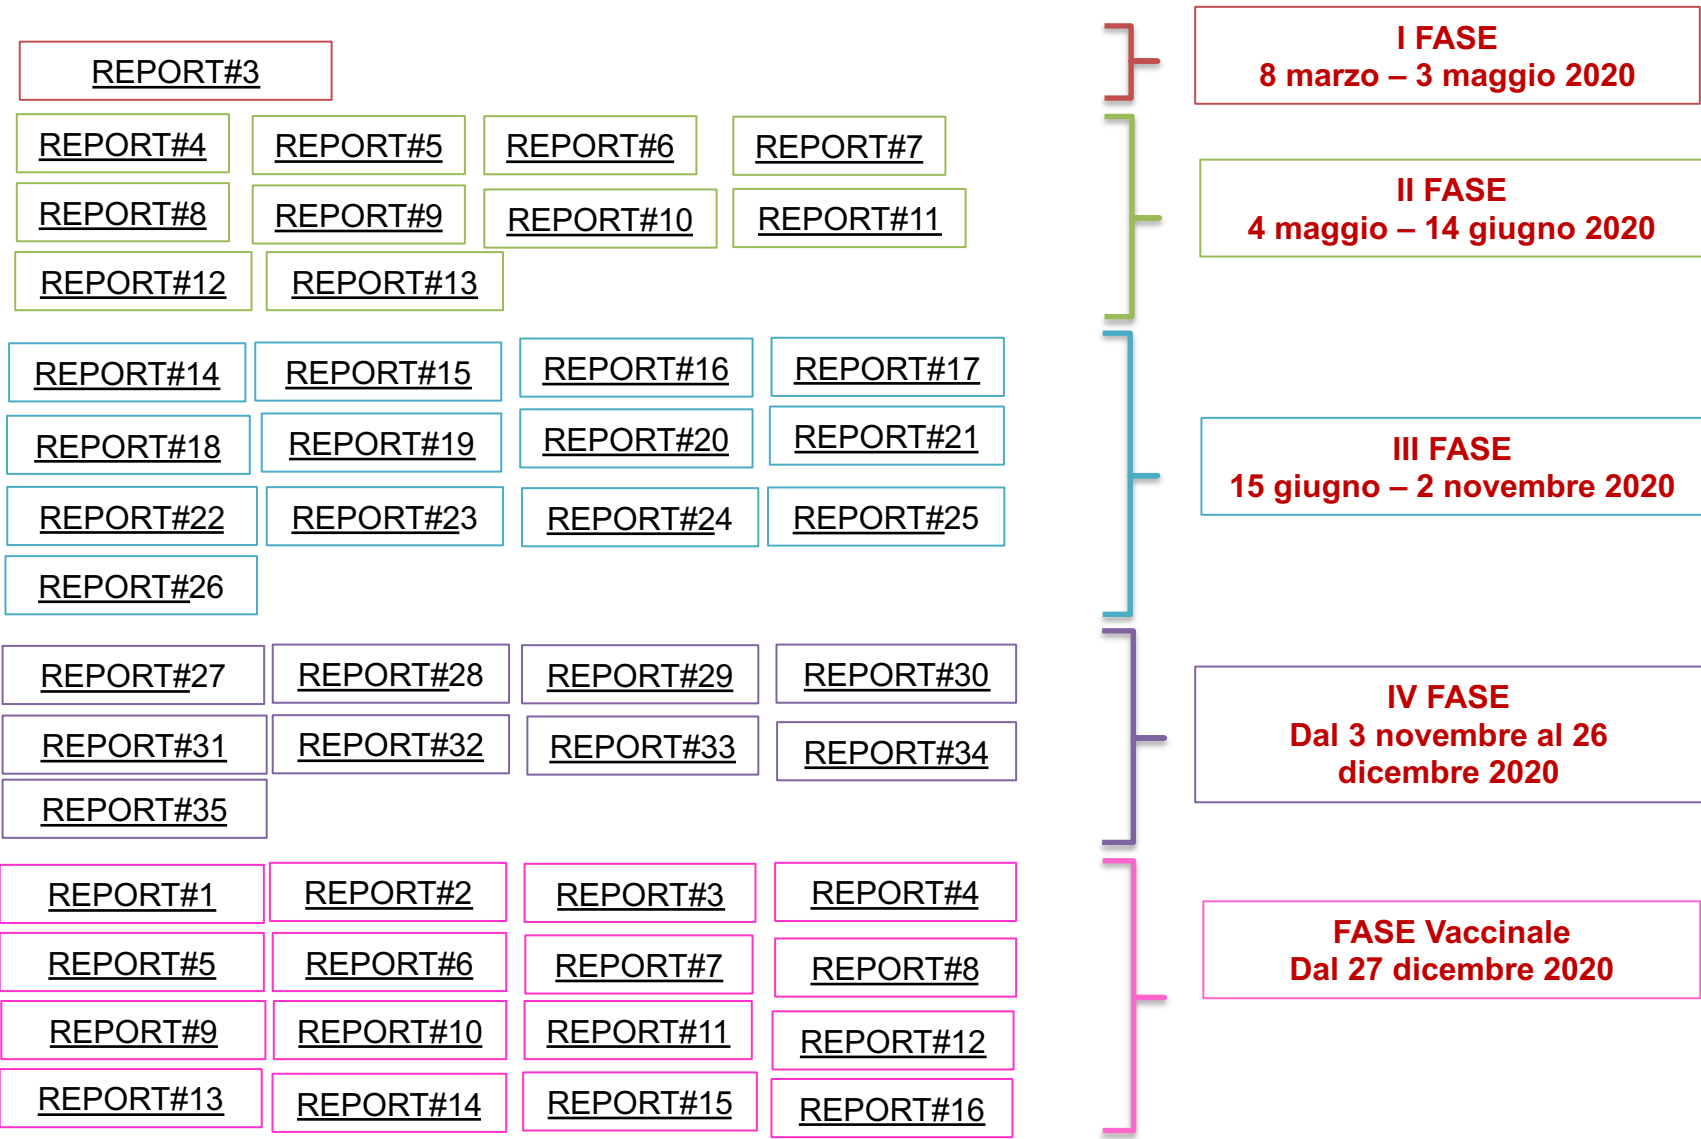 REPORT#3
I FASE
8 marzo – 3 maggio 2020
REPORT#4
REPORT#5
REPORT#6
REPORT#7
REPORT#8
REPORT#9
REPORT#10
REPORT#11
REPORT#12
REPORT#13
II FASE
4 maggio – 14 giugno 2020
REPORT#14
REPORT#15
REPORT#16
REPORT#17
REPORT#18
REPORT#19
REPORT#20
REPORT#21
REPORT#22
REPORT#23
REPORT#24
REPORT#25
REPORT#26
III FASE
15 giugno – 2 novembre 2020
REPORT#27
REPORT#28
REPORT#29
REPORT#30
REPORT#31
REPORT#32
REPORT#33
REPORT#34
REPORT#35
IV FASE
Dal 3 novembre al 26
dicembre 2020
REPORT#1
REPORT#2
REPORT#3
REPORT#4
REPORT#5
REPORT#6
REPORT#7
REPORT#8
REPORT#9
REPORT#10
REPORT#11
REPORT#12
REPORT#13
REPORT#14
REPORT#15
REPORT#16
FASE Vaccinale
Dal 27 dicembre 2020